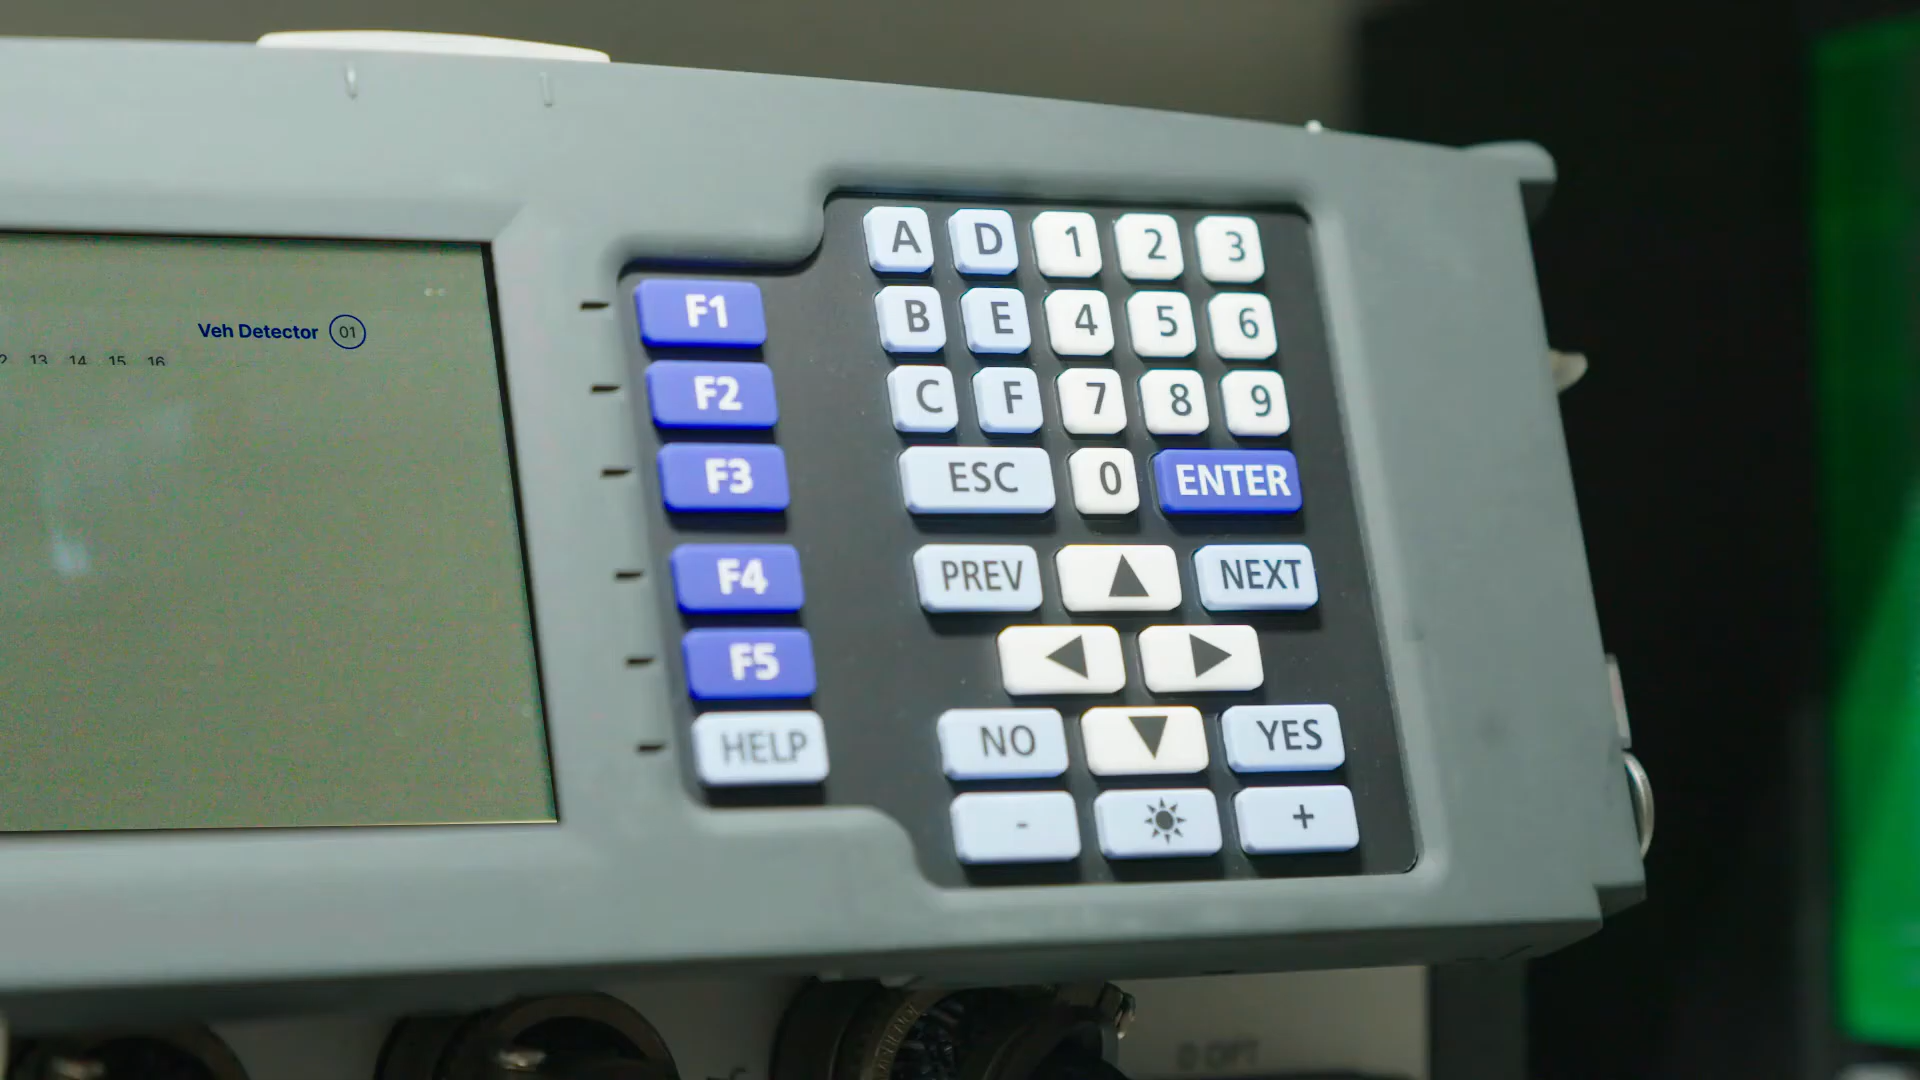 Veh Detector 01
13 14 15 16
A D 1 2 3
F1
B E 4 5 6
F2
C F 7 8 9
F3
ESC 0 ENTER
F4
PREV NEXT
F5
HELP
NO YES
- +